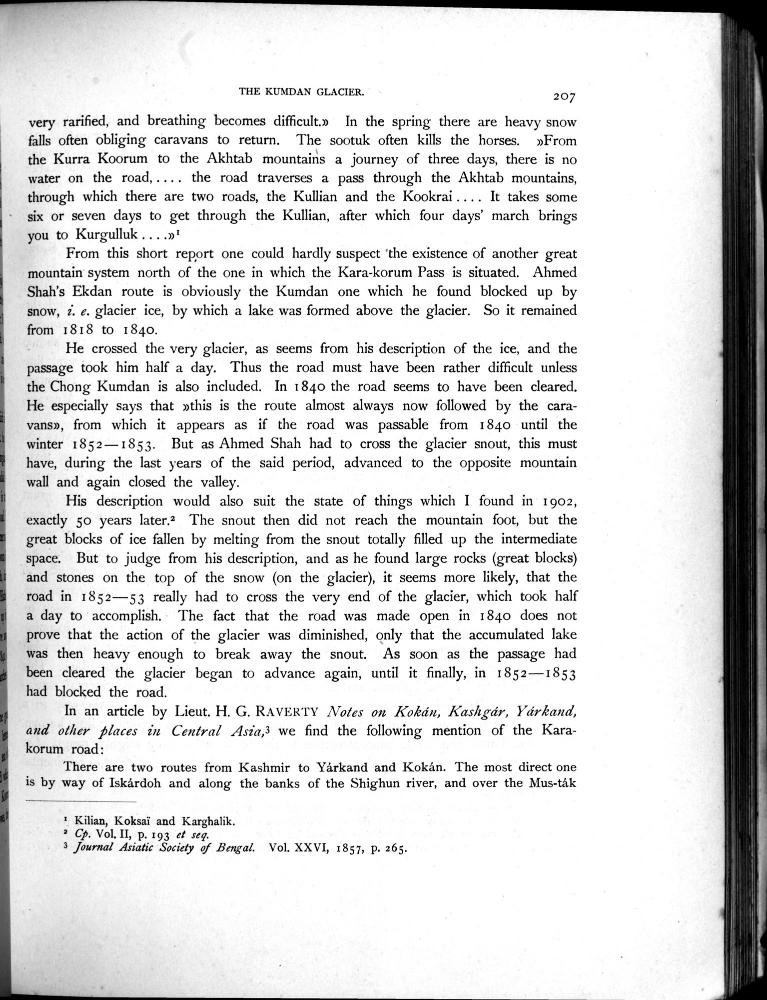 THE KUMDAN GLACIER.
207
very rarified, and breathing becomes difficult.» In the spring there are heavy snow
falls often obliging caravans to return. The sootuk often kills the horses. »From
the Kurra Koorum to the Akhtab mountains a journey of three days, there is no
water on the road, .... the road traverses a pass through the Akhtab mountains,
through which there are two roads, the Kullian and the Kookrai .... It takes some
six or seven days to get through the Kullian, after which four days' march brings
you to Kurgulluk ....»¹
From this short report one could hardly suspect the existence of another great
mountain system north of the one in which the Kara-korum Pass is situated. Ahmed
Shah's Ekdan route is obviously the Kumdan one which he found blocked up by
snow, i. e. glacier ice, by which a lake was formed above the glacier. So it remained
from 1818 to 1840.
He crossed the very glacier, as seems from his description of the ice, and the
passage took him half a day. Thus the road must have been rather difficult unless
the Chong Kumdan is also included. In 1840 the road seems to have been cleared.
He especially says that »this is the route almost always now followed by the cara-
vans», from which it appears as if the road was passable from 1840 until the
winter 1852—1853. But as Ahmed Shah had to cross the glacier snout, this must
have, during the last years of the said period, advanced to the opposite mountain
wall and again closed the valley.
His description would also suit the state of things which I found in 1902,
exactly 50 years later.² The snout then did not reach the mountain foot, but the
great blocks of ice fallen by melting from the snout totally filled up the intermediate
space. But to judge from his description, and as he found large rocks (great blocks)
and stones on the top of the snow (on the glacier), it seems more likely, that the
road in 1852—53 really had to cross the very end of the glacier, which took half
a day to accomplish. The fact that the road was made open in 1840 does not
prove that the action of the glacier was diminished, only that the accumulated lake
was then heavy enough to break away the snout. As soon as the passage had
been cleared the glacier began to advance again, until it finally, in 1852—1853
had blocked the road.
In an article by Lieut. H. G. RAVERTY Notes on Kokán, Kashgár, Yárkand,
and other places in Central Asia,³ we find the following mention of the Kara-
korum road:
There are two routes from Kashmir to Yárkand and Kokán. The most direct one
is by way of Iskárdoh and along the banks of the Shighun river, and over the Mus-ták
¹ Kilian, Koksaï and Karghalik.
² Cp. Vol. II, p. 193 et seq.
³ Journal Asiatic Society of Bengal. Vol. XXVI, 1857, p. 265.